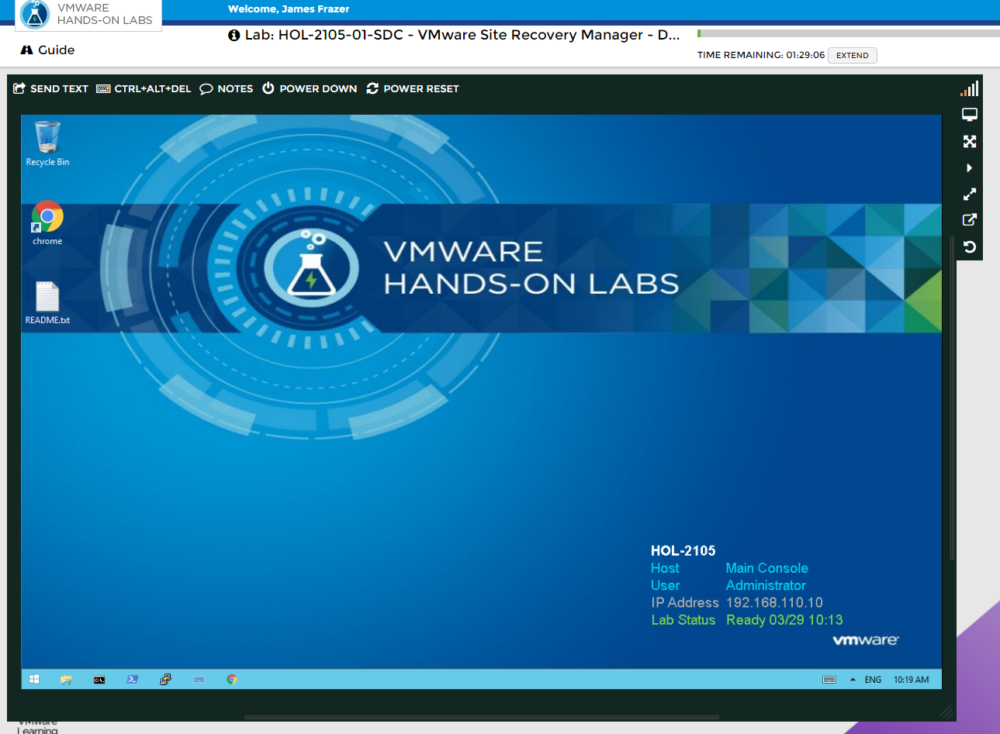 VMWARE
HANDS-ON LABS
Welcome, James Frazer
Lab: HOL-2105-01-SDC - VMware Site Recovery Manager - D...
Guide
TIME REMAINING: 01:29:06 EXTEND
SEND TEXT CTRL+ALT+DEL NOTES POWER DOWN POWER RESET
Recycle Bin
chrome
README.txt
VMWARE
HANDS-ON LABS
HOL-2105
Host Main Console
User Administrator
IP Address 192.168.110.10
Lab Status Ready 03/29 10:13
vmware
C:\.
ENG 10:19 AM
VMware
Learning